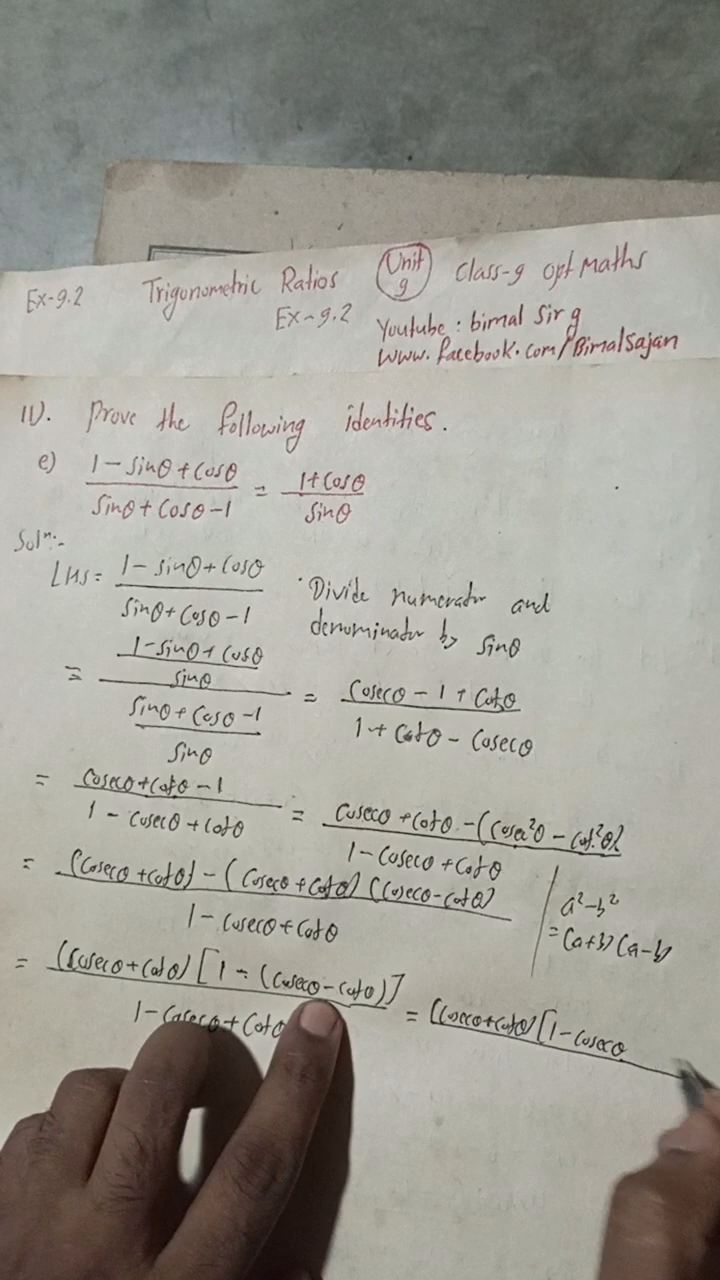 Ex-9.2 Trigonometric Ratios Unit 9 Class-9 opt Maths
Ex-9.2 Youtube : bimal Sir g
www.facebook.com/Bimalsajan
IV. Prove the following identities.
e) (1 - sinθ + cosθ)/(sinθ + cosθ - 1) = (1 + cosθ)/sinθ
Solⁿ:-
LHS = (1 - sinθ + cosθ)/(sinθ + cosθ - 1) Divide numerator and denominator by sinθ
= ((1 - sinθ + cosθ)/sinθ)/((sinθ + cosθ - 1)/sinθ) = (cosecθ - 1 + cotθ)/(1 + cotθ - cosecθ)
= (cosecθ + cotθ - 1)/(1 - cosecθ + cotθ) = (cosecθ + cotθ - (cosec²θ - cot²θ))/(1 - cosecθ + cotθ)
= ((cosecθ + cotθ) - (cosecθ + cotθ)(cosecθ - cotθ))/(1 - cosecθ + cotθ) a² - b² = (a+b)(a-b)
= (cosecθ + cotθ)[1 - (cosecθ - cotθ)]/(1 - cosecθ + cotθ) = (cosecθ + cotθ)[1 - cosecθ